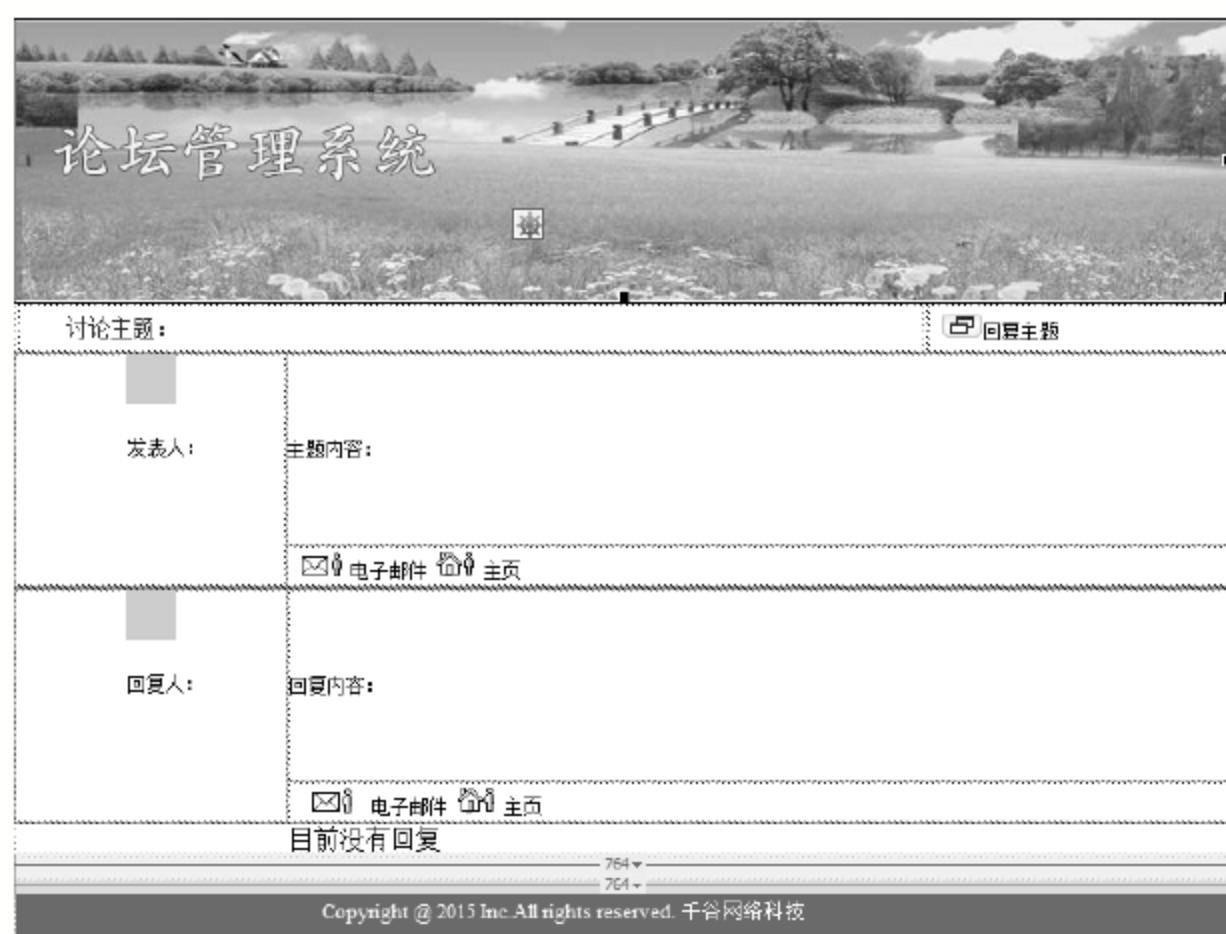 论坛管理系统
讨论主题：
回复主题
发表人：
主题内容：
电子邮件 主页
回复人：
回复内容：
电子邮件 主页
目前没有回复
764
764
Copyright @ 2015 Inc.All rights reserved. 千谷网络科技